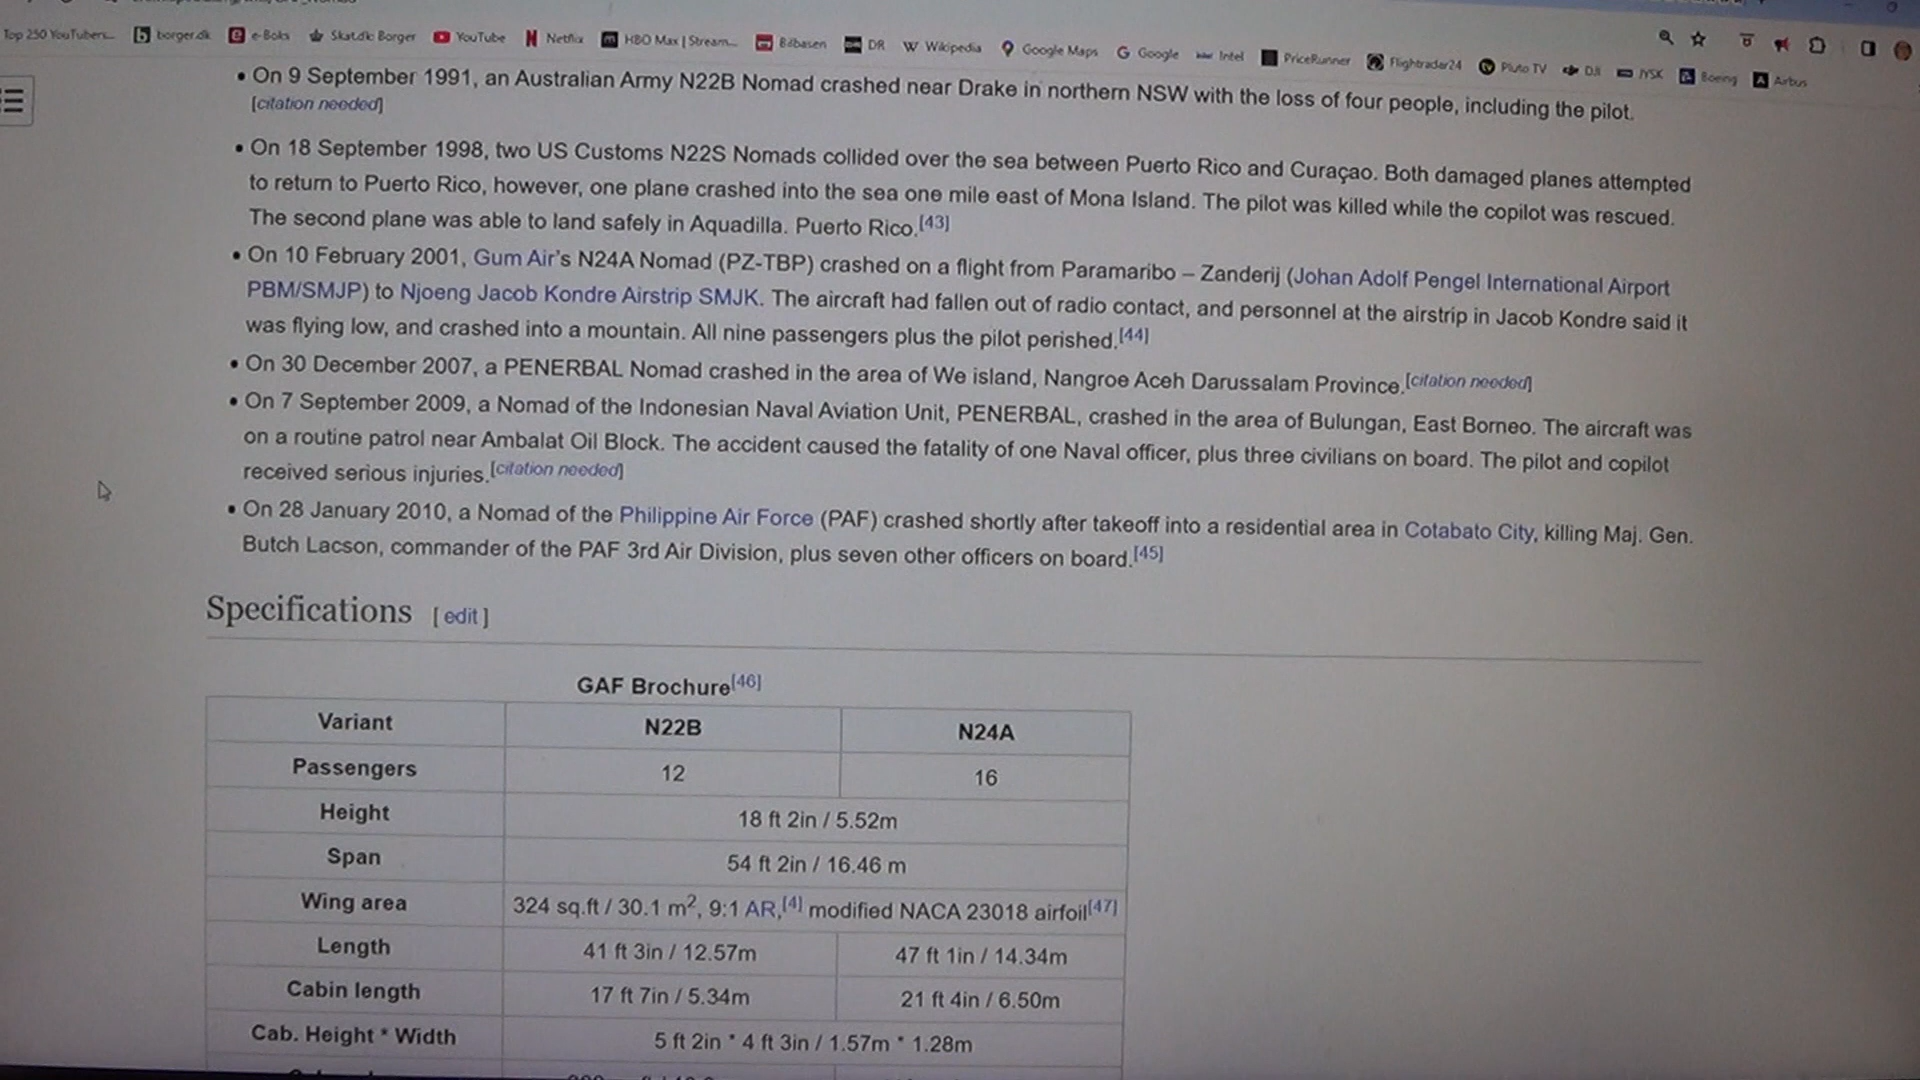 Top 250 YouTubers... borger.dk e-Boks Skat.dk: Borger YouTube Netflix HBO Max | Stream... Bilbasen DR Wikipedia Google Maps Google Intel PriceRunner Flightradar24 Pluto TV DJI JYSK Boeing Airbus
• On 9 September 1991, an Australian Army N22B Nomad crashed near Drake in northern NSW with the loss of four people, including the pilot.
[citation needed]
• On 18 September 1998, two US Customs N22S Nomads collided over the sea between Puerto Rico and Curaçao. Both damaged planes attempted
to return to Puerto Rico, however, one plane crashed into the sea one mile east of Mona Island. The pilot was killed while the copilot was rescued.
The second plane was able to land safely in Aquadilla. Puerto Rico.[43]
• On 10 February 2001, Gum Air's N24A Nomad (PZ-TBP) crashed on a flight from Paramaribo – Zanderij (Johan Adolf Pengel International Airport
PBM/SMJP) to Njoeng Jacob Kondre Airstrip SMJK. The aircraft had fallen out of radio contact, and personnel at the airstrip in Jacob Kondre said it
was flying low, and crashed into a mountain. All nine passengers plus the pilot perished.[44]
• On 30 December 2007, a PENERBAL Nomad crashed in the area of We island, Nangroe Aceh Darussalam Province.[citation needed]
• On 7 September 2009, a Nomad of the Indonesian Naval Aviation Unit, PENERBAL, crashed in the area of Bulungan, East Borneo. The aircraft was
on a routine patrol near Ambalat Oil Block. The accident caused the fatality of one Naval officer, plus three civilians on board. The pilot and copilot
received serious injuries.[citation needed]
• On 28 January 2010, a Nomad of the Philippine Air Force (PAF) crashed shortly after takeoff into a residential area in Cotabato City, killing Maj. Gen.
Butch Lacson, commander of the PAF 3rd Air Division, plus seven other officers on board.[45]
Specifications [ edit ]
GAF Brochure[46]
Variant N22B N24A
Passengers 12 16
Height 18 ft 2in / 5.52m
Span 54 ft 2in / 16.46 m
Wing area 324 sq.ft / 30.1 m², 9:1 AR,[4] modified NACA 23018 airfoil[47]
Length 41 ft 3in / 12.57m 47 ft 1in / 14.34m
Cabin length 17 ft 7in / 5.34m 21 ft 4in / 6.50m
Cab. Height * Width 5 ft 2in * 4 ft 3in / 1.57m * 1.28m